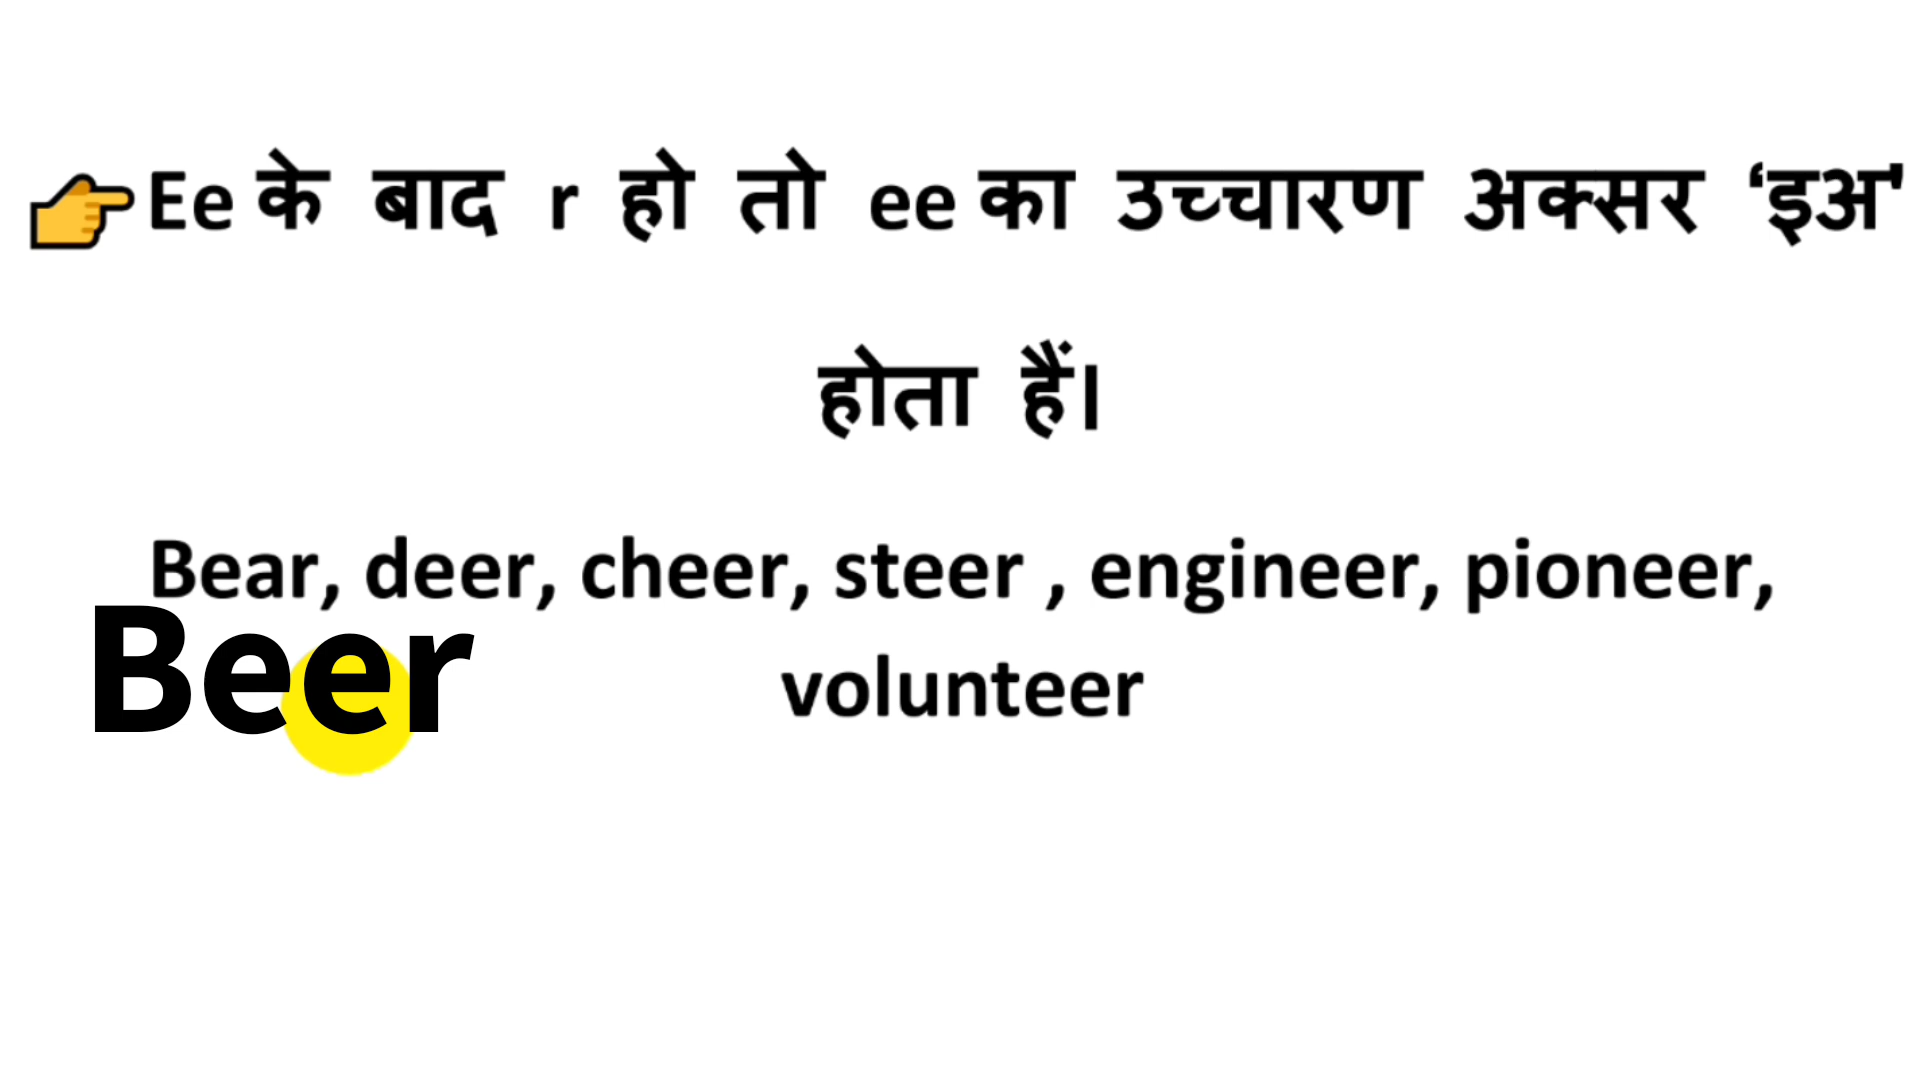 👉Ee के बाद r हो तो ee का उच्चारण अक्सर ‘इअ'
होता हैं।
Bear, deer, cheer, steer , engineer, pioneer,
Beer
volunteer